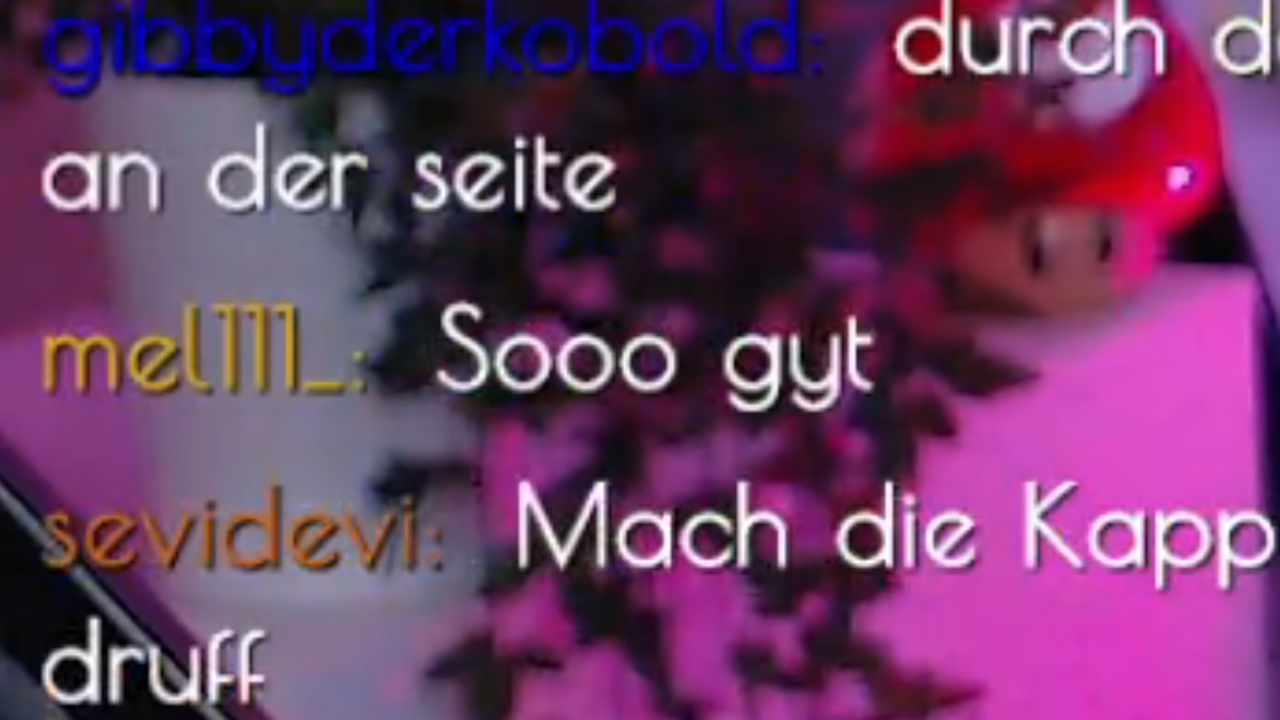 gibbyderkobold: durch
an der seite
mel111_: Sooo gyt
sevidevi: Mach die Kapp
druff